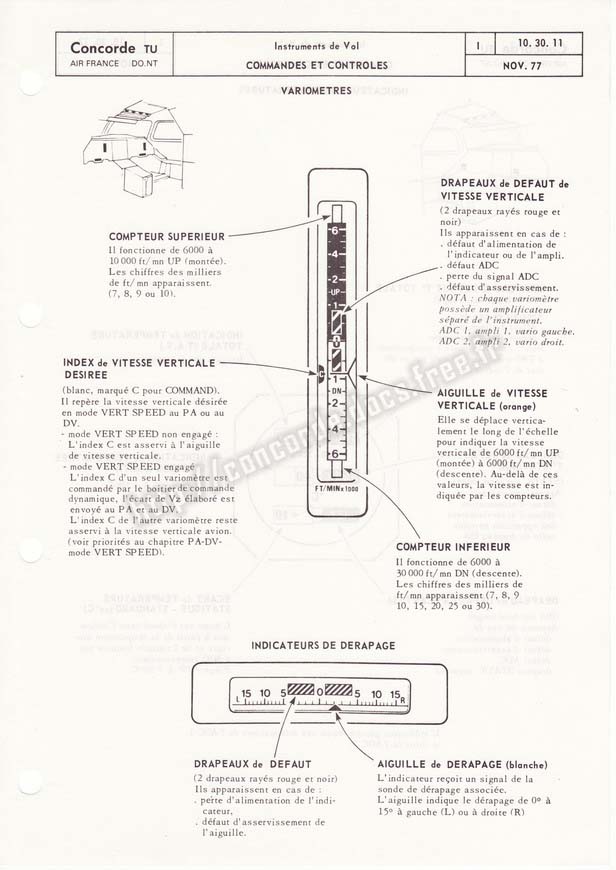 Concorde TU
AIR FRANCE DO.NT
Instruments de Vol
COMMANDES ET CONTROLES
I
10. 30. 11
NOV. 77
VARIOMETRES
COMPTEUR SUPERIEUR
Il fonctionne de 6000 à
10 000 ft/mn UP (montée).
Les chiffres des milliers
de ft/mn apparaissent.
(7, 8, 9 ou 10).
INDEX de VITESSE VERTICALE
DESIREE
(blanc, marqué C pour COMMAND).
Il repère la vitesse verticale désirée
en mode VERT SPEED au PA ou au
DV.
- mode VERT SPEED non engagé :
L'index C est asservi à l'aiguille
de vitesse verticale.
- mode VERT SPEED engagé
L'index C d'un seul variomètre est
commandé par le boîtier de commande
dynamique, l'écart de Vz élaboré est
envoyé au PA et au DV.
L'index C de l'autre variomètre reste
asservi à la vitesse verticale avion.
(voir priorités au chapitre PA-DV-
mode VERT SPEED).
6
4
2
UP
1
0
1
DN
2
4
6
FT/MIN x 1000
DRAPEAUX de DEFAUT de
VITESSE VERTICALE
(2 drapeaux rayés rouge et
noir)
Ils apparaissent en cas de :
. défaut d'alimentation de
l'indicateur ou de l'ampli.
. défaut ADC
. perte du signal ADC
. défaut d'asservissement.
NOTA : chaque variomètre
possède un amplificateur
séparé de l'instrument.
ADC 1, ampli 1, vario gauche.
ADC 2, ampli 2, vario droit.
AIGUILLE de VITESSE
VERTICALE (orange)
Elle se déplace vertica-
lement le long de l'échelle
pour indiquer la vitesse
verticale de 6000 ft/mn UP
(montée) à 6000 ft/mn DN
(descente). Au-delà de ces
valeurs, la vitesse est in-
diquée par les compteurs.
COMPTEUR INFERIEUR
Il fonctionne de 6000 à
30 000 ft/mn DN (descente).
Les chiffres des milliers de
ft/mn apparaissent (7, 8, 9
10, 15, 20, 25 ou 30).
http://concordedocs.free.fr
INDICATEURS DE DERAPAGE
L 15 10 5 0 5 10 15 R
DRAPEAUX de DEFAUT
(2 drapeaux rayés rouge et noir)
Ils apparaissent en cas de :
. perte d'alimentation de l'indi-
cateur,
. défaut d'asservissement de
l'aiguille.
AIGUILLE de DERAPAGE (blanche)
L'indicateur reçoit un signal de la
sonde de dérapage associée.
L'aiguille indique le dérapage de 0° à
15° à gauche (L) ou à droite (R)